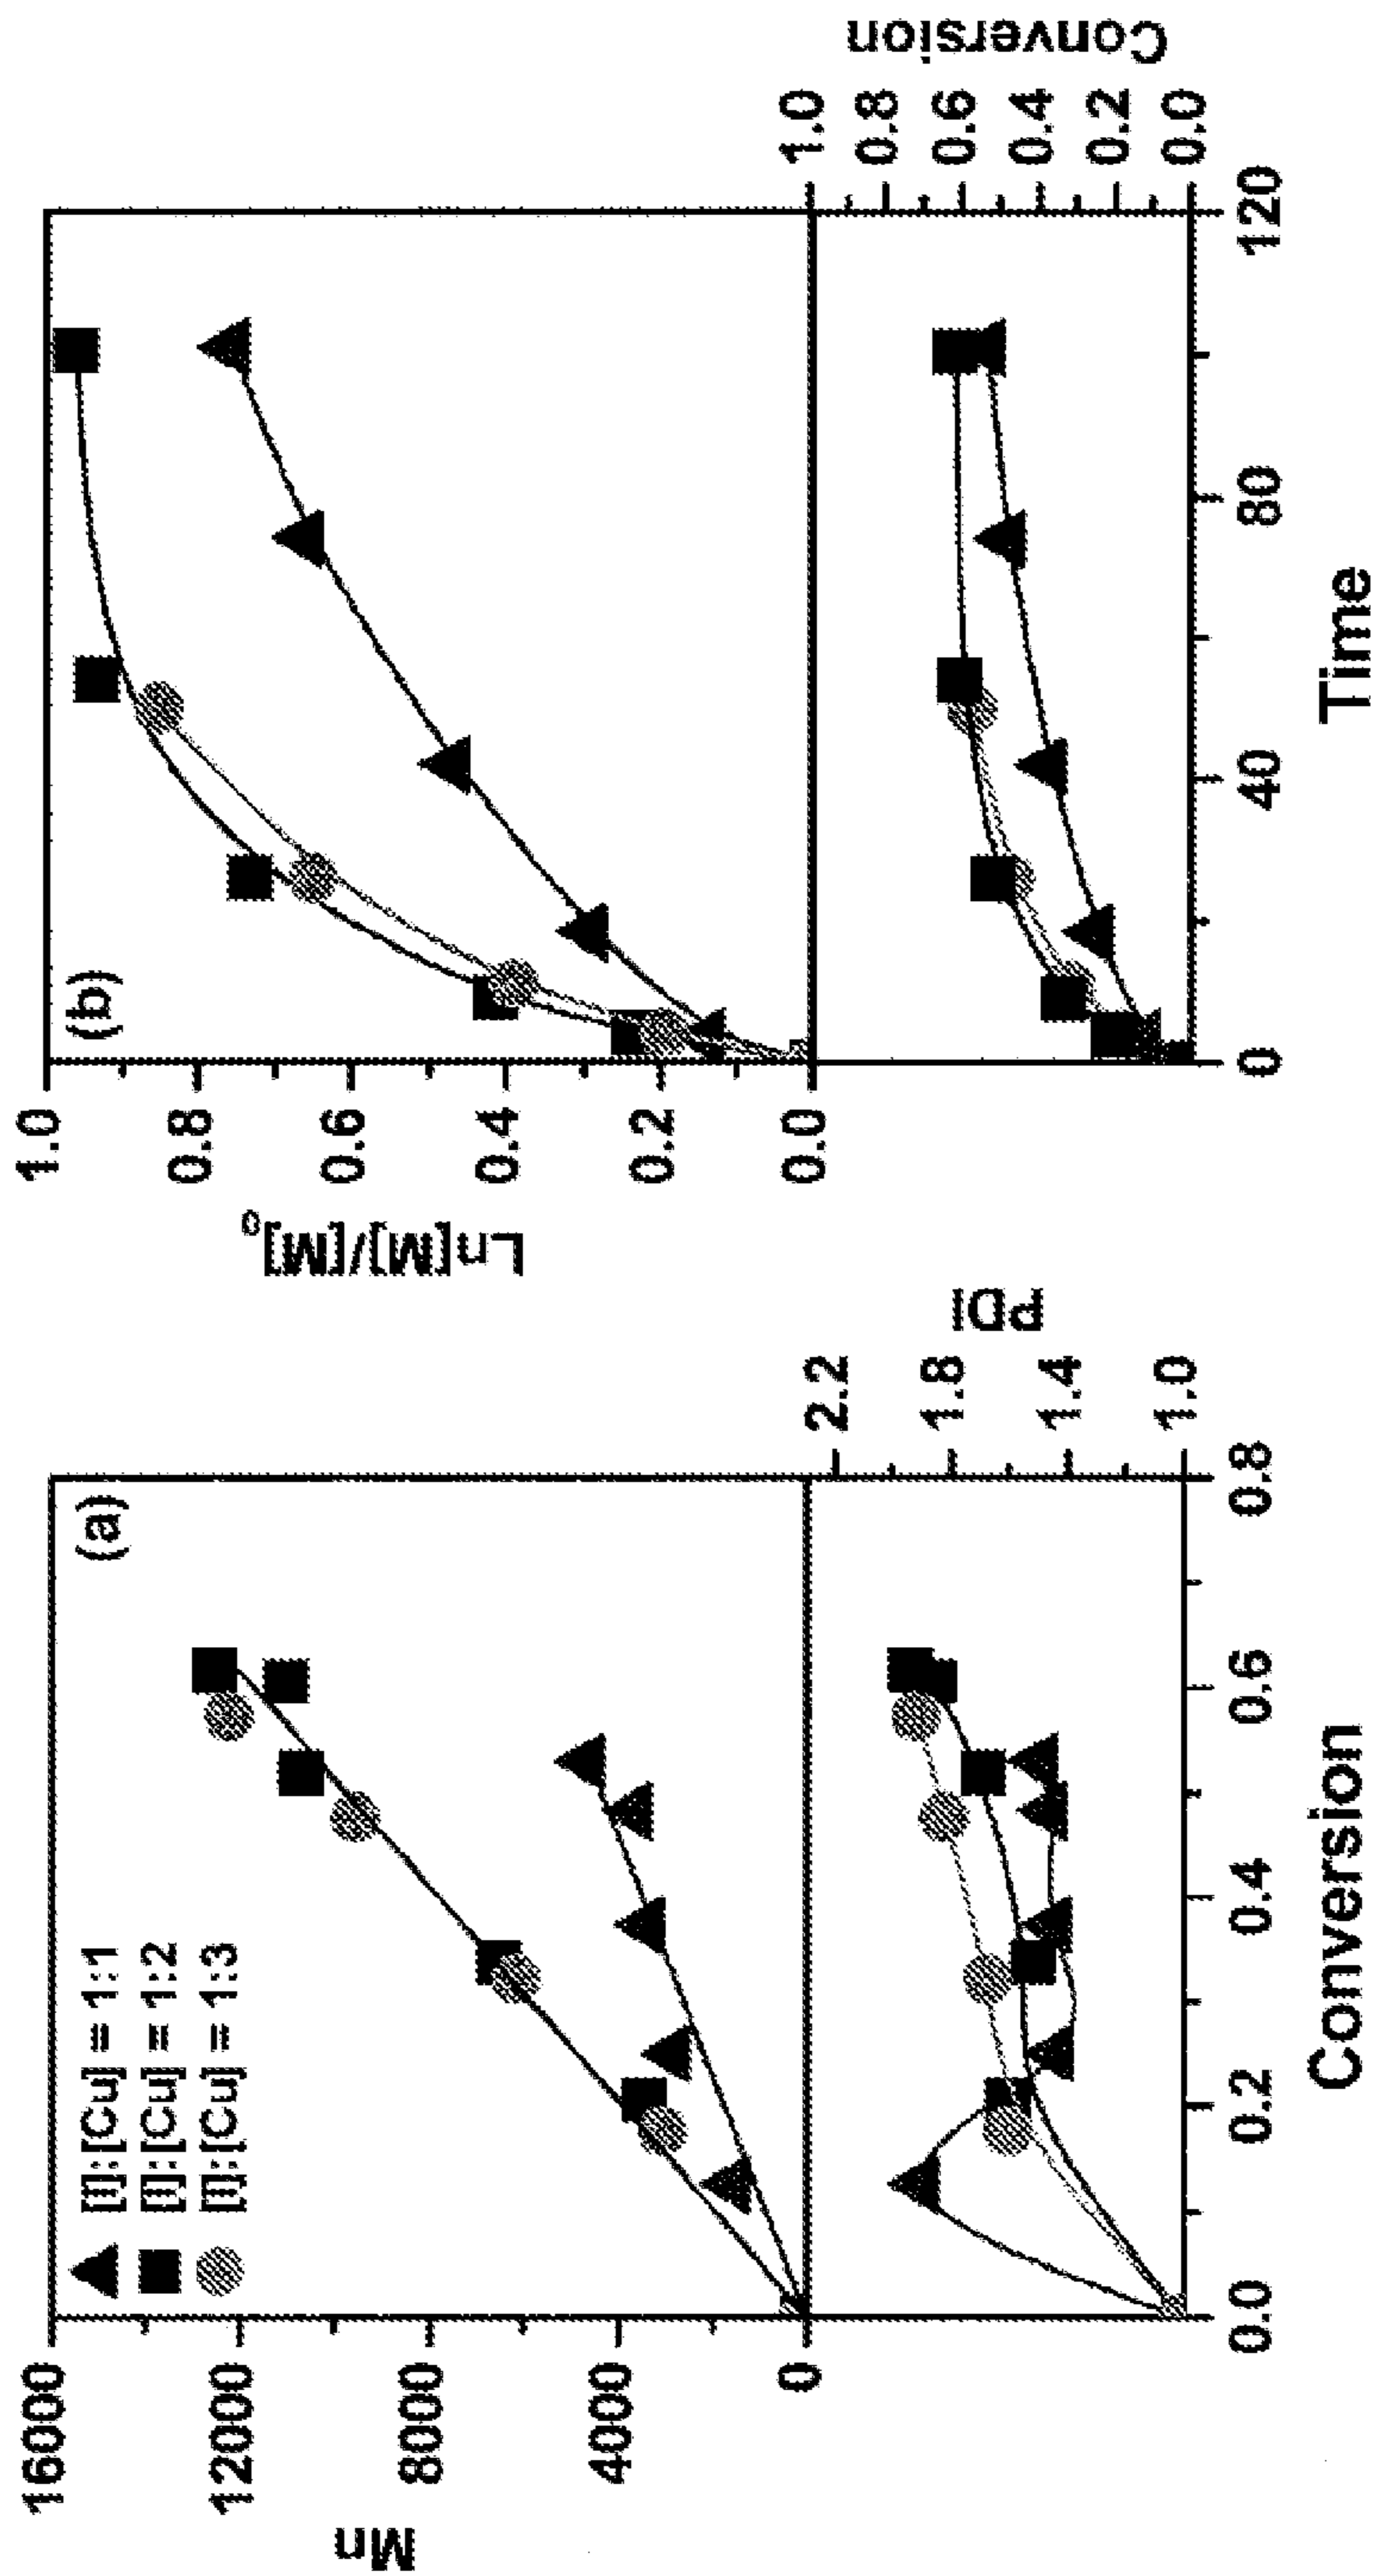 (a)
[I]:[Cu] = 1:1
[I]:[Cu] = 1:2
[I]:[Cu] = 1:3
16000
12000
8000
4000
0
Mn
2.2
1.8
1.4
1.0
PDI
0.0
0.2
0.4
0.6
0.8
Conversion
(b)
1.0
0.8
0.6
0.4
0.2
0.0
Ln[M]/[M]₀
1.0
0.8
0.6
0.4
0.2
0.0
Conversion
0
40
80
120
Time